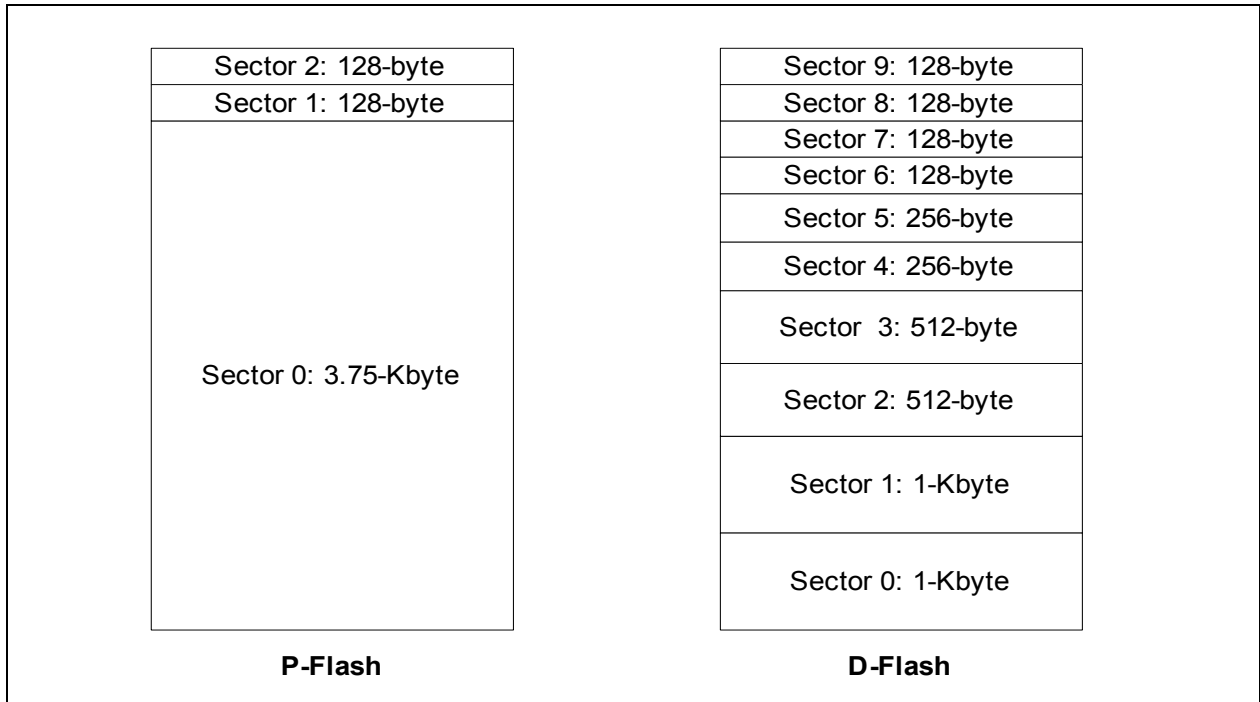 Sector 2: 128-byte
Sector 1: 128-byte
Sector 0: 3.75-Kbyte
P-Flash
Sector 9: 128-byte
Sector 8: 128-byte
Sector 7: 128-byte
Sector 6: 128-byte
Sector 5: 256-byte
Sector 4: 256-byte
Sector 3: 512-byte
Sector 2: 512-byte
Sector 1: 1-Kbyte
Sector 0: 1-Kbyte
D-Flash